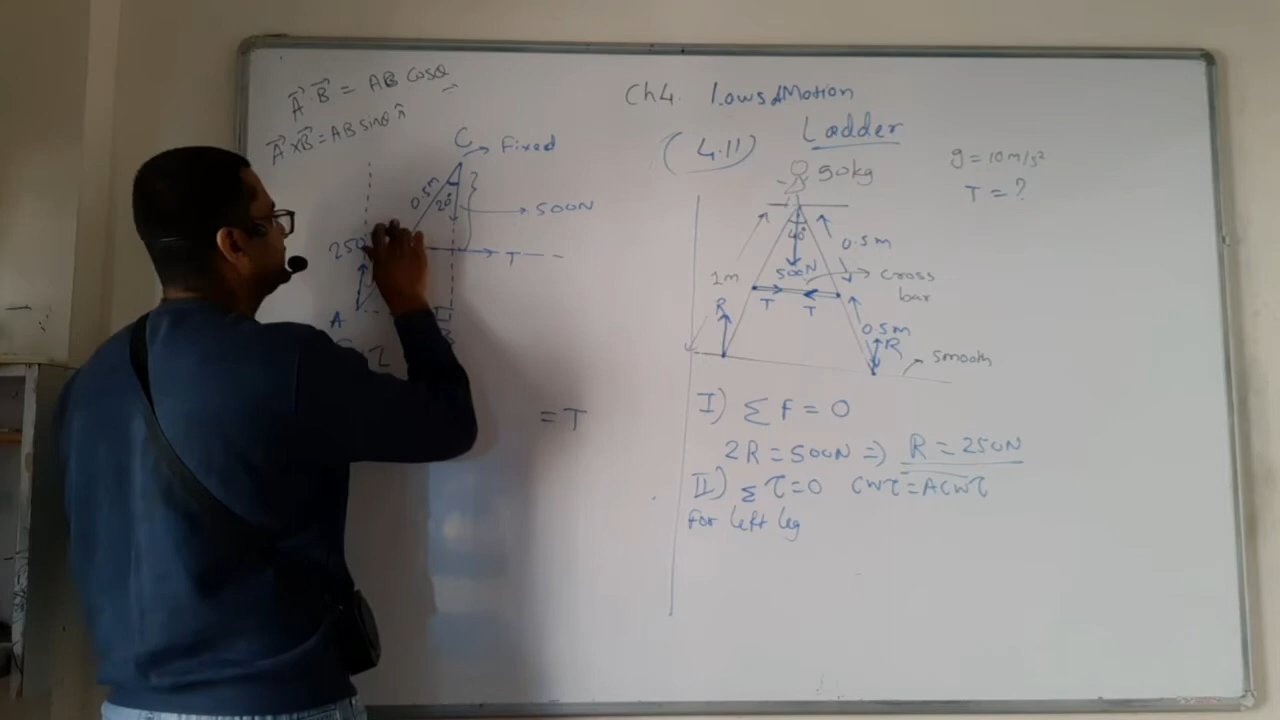 A⃗.B⃗ = AB cosθ
A⃗×B⃗ = AB sinθ n̂
C → Fixed
0.5m
20°
→ 500N
250
T
A
= T
Ch4. Laws of Motion
(4.11) Ladder
g = 10m/s²
T = ?
50kg
40°
0.5m
1m
500N
cross bar
T T
R
0.5m
R
smooth
I) Σ F = 0
2R = 500N => R = 250N
II) Σ τ = 0 CWτ = ACWτ
For left leg